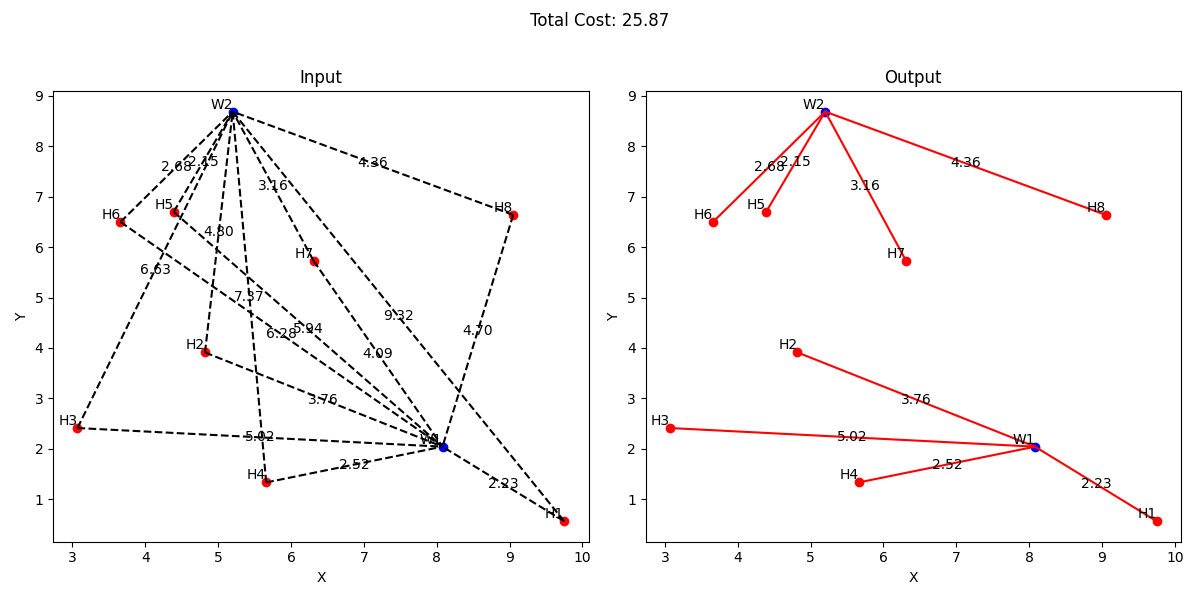 Total Cost: 25.87
Input
Y
9
8
7
6
5
4
3
2
1
W2
2.68
2.15
3.16
4.36
H6
H5
H8
4.80
H7
6.63
7.37
9.32
6.28
5.94
4.70
4.09
H2
3.76
H3
5.02
W1
H4
2.52
2.23
H1
3 4 5 6 7 8 9 10
X
Output
Y
9
8
7
6
5
4
3
2
1
W2
2.68
2.15
3.16
4.36
H6
H5
H8
H7
H2
3.76
H3
5.02
W1
H4
2.52
2.23
H1
3 4 5 6 7 8 9 10
X